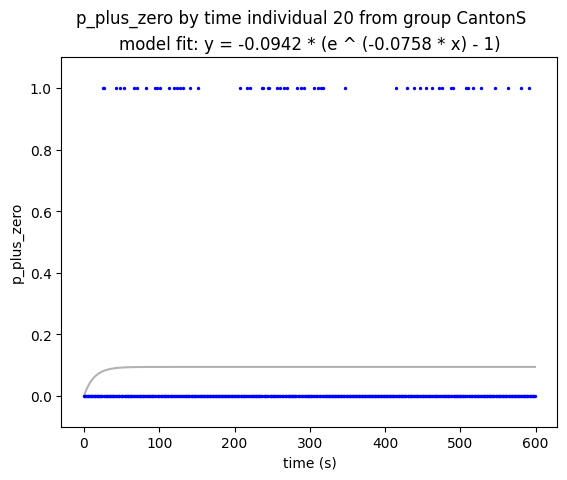 p_plus_zero by time individual 20 from group CantonS
model fit: y = -0.0942 * (e ^ (-0.0758 * x) - 1)
1.0
0.8
0.6
0.4
0.2
0.0
p_plus_zero
0 100 200 300 400 500 600
time (s)